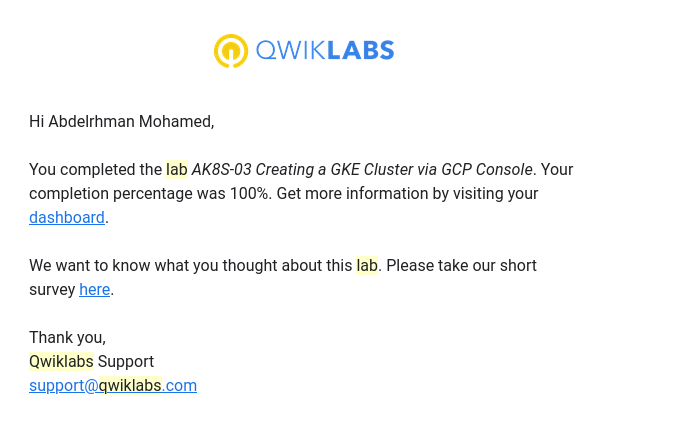 QWIKLABS
Hi Abdelrhman Mohamed,
You completed the lab AK8S-03 Creating a GKE Cluster via GCP Console. Your
completion percentage was 100%. Get more information by visiting your
dashboard.
We want to know what you thought about this lab. Please take our short
survey here.
Thank you,
Qwiklabs Support
support@qwiklabs.com